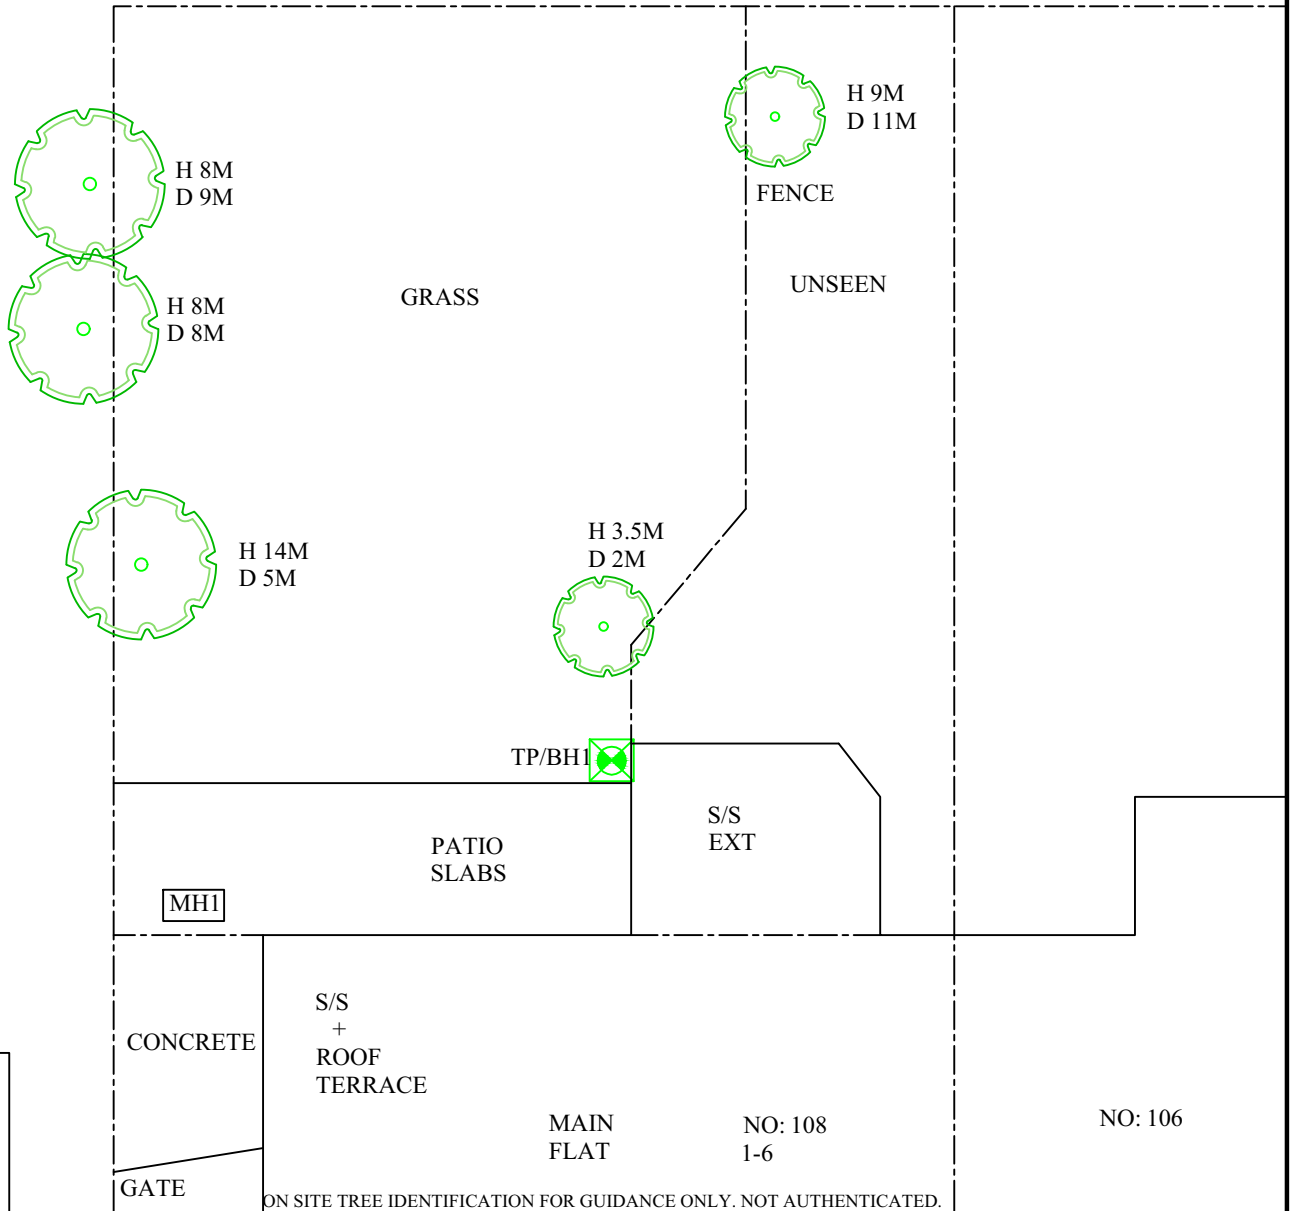 H 9M
D 11M
H 8M
D 9M
FENCE
UNSEEN
GRASS
H 8M
D 8M
H 3.5M
D 2M
H 14M
D 5M
TP/BH1
S/S
EXT
PATIO
SLABS
MH1
S/S
+
ROOF
TERRACE
CONCRETE
MAIN
FLAT
NO: 108
1-6
NO: 106
GATE
ON SITE TREE IDENTIFICATION FOR GUIDANCE ONLY. NOT AUTHENTICATED.